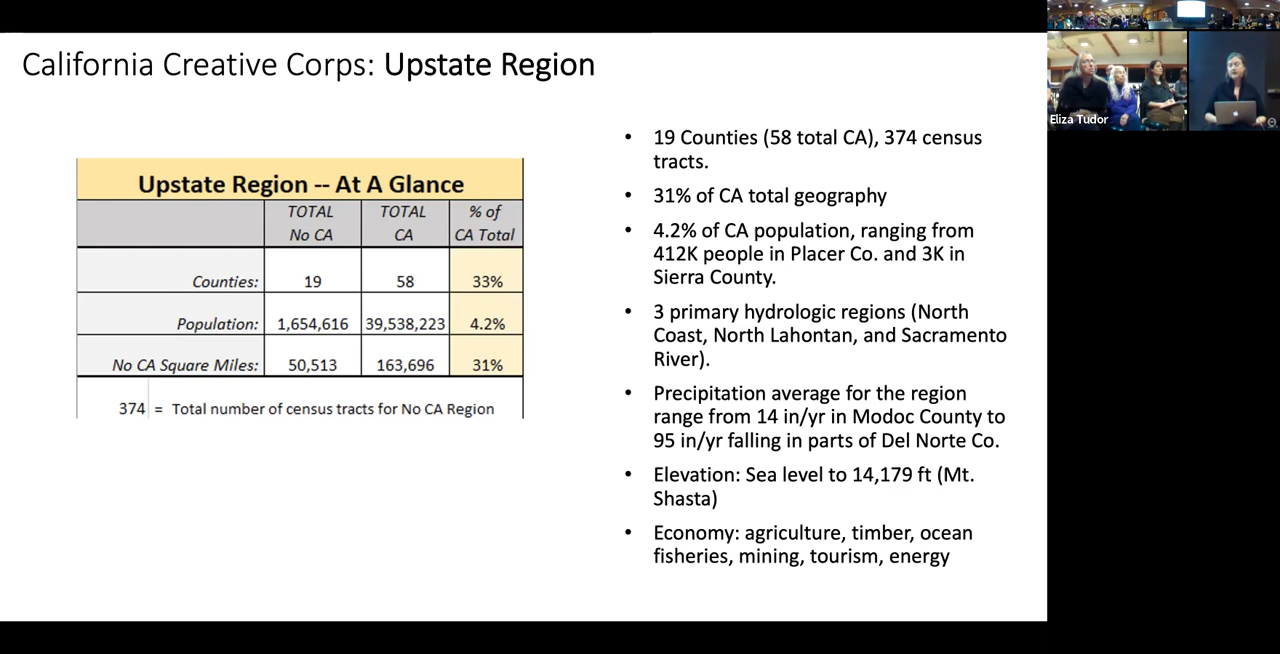 California Creative Corps: Upstate Region
Upstate Region -- At A Glance
TOTAL No CA TOTAL CA % of CA Total
Counties: 19 58 33%
Population: 1,654,616 39,538,223 4.2%
No CA Square Miles: 50,513 163,696 31%
374 = Total number of census tracts for No CA Region
• 19 Counties (58 total CA), 374 census
tracts.
• 31% of CA total geography
• 4.2% of CA population, ranging from
412K people in Placer Co. and 3K in
Sierra County.
• 3 primary hydrologic regions (North
Coast, North Lahontan, and Sacramento
River).
• Precipitation average for the region
range from 14 in/yr in Modoc County to
95 in/yr falling in parts of Del Norte Co.
• Elevation: Sea level to 14,179 ft (Mt.
Shasta)
• Economy: agriculture, timber, ocean
fisheries, mining, tourism, energy
Eliza Tudor